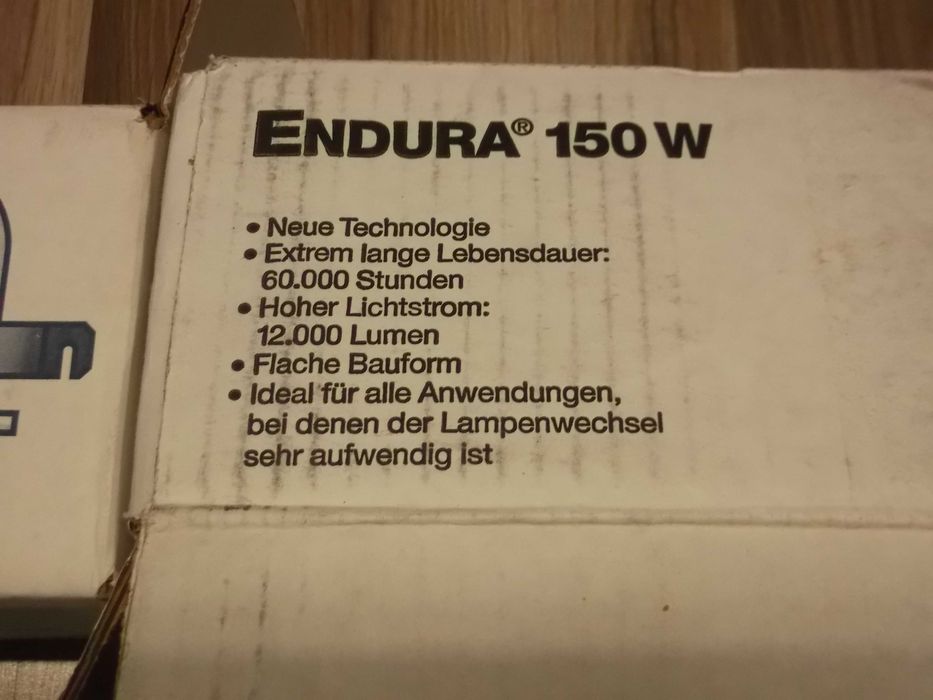 ENDURA® 150 W
• Neue Technologie
• Extrem lange Lebensdauer:
60.000 Stunden
• Hoher Lichtstrom:
12.000 Lumen
• Flache Bauform
• Ideal für alle Anwendungen,
bei denen der Lampenwechsel
sehr aufwendig ist